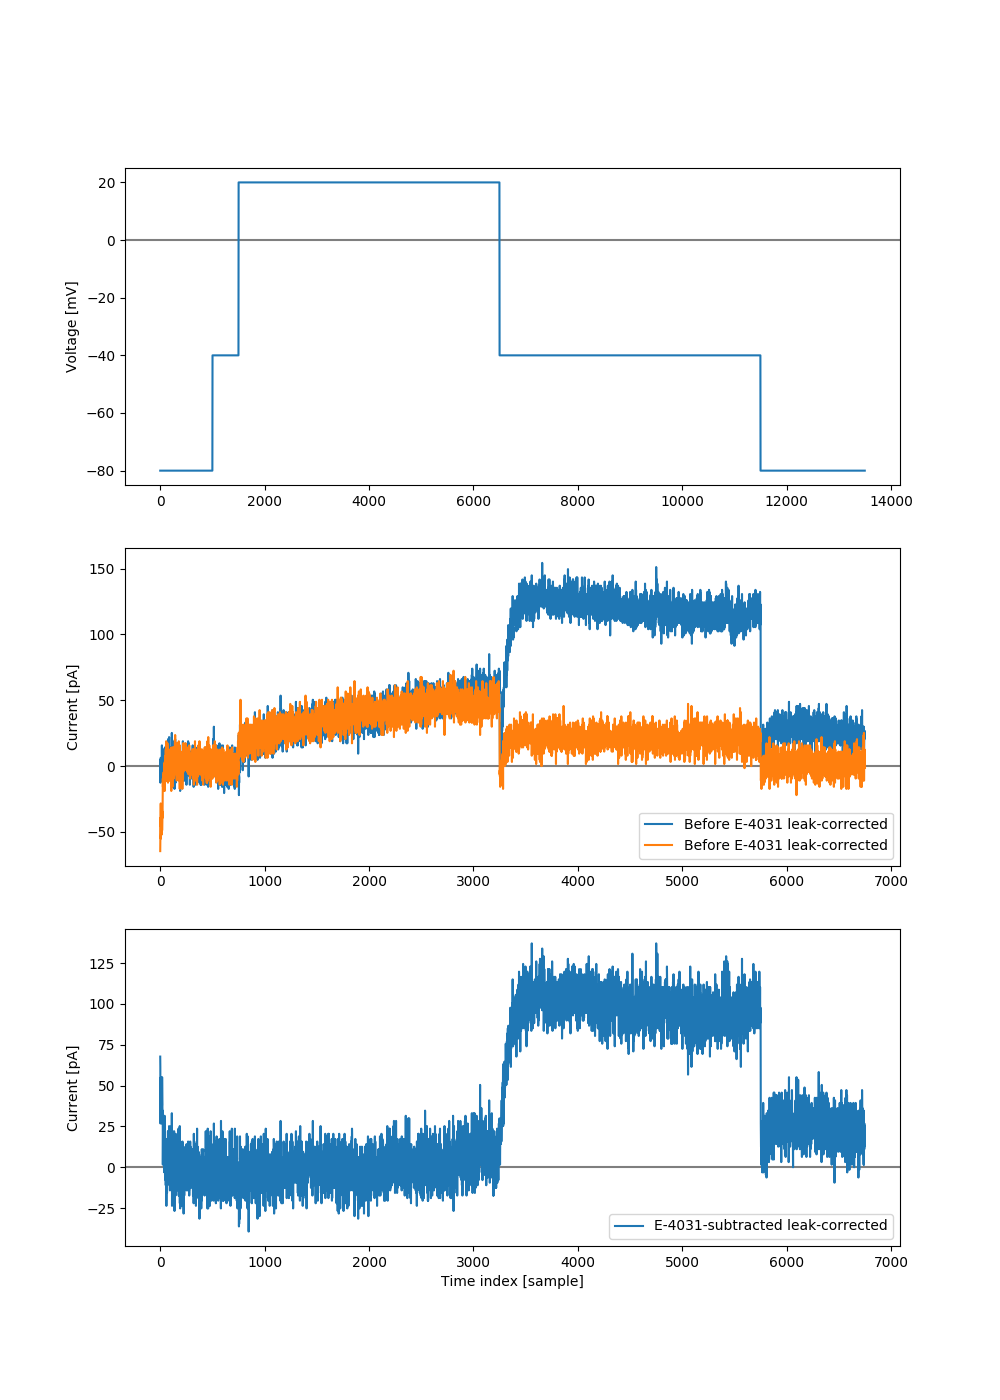 20
0
−20
−40
−60
−80
Voltage [mV]
0 2000 4000 6000 8000 10000 12000 14000
150
100
50
0
−50
Current [pA]
Before E-4031 leak-corrected
Before E-4031 leak-corrected
0 1000 2000 3000 4000 5000 6000 7000
125
100
75
50
25
0
−25
Current [pA]
E-4031-subtracted leak-corrected
0 1000 2000 3000 4000 5000 6000 7000
Time index [sample]